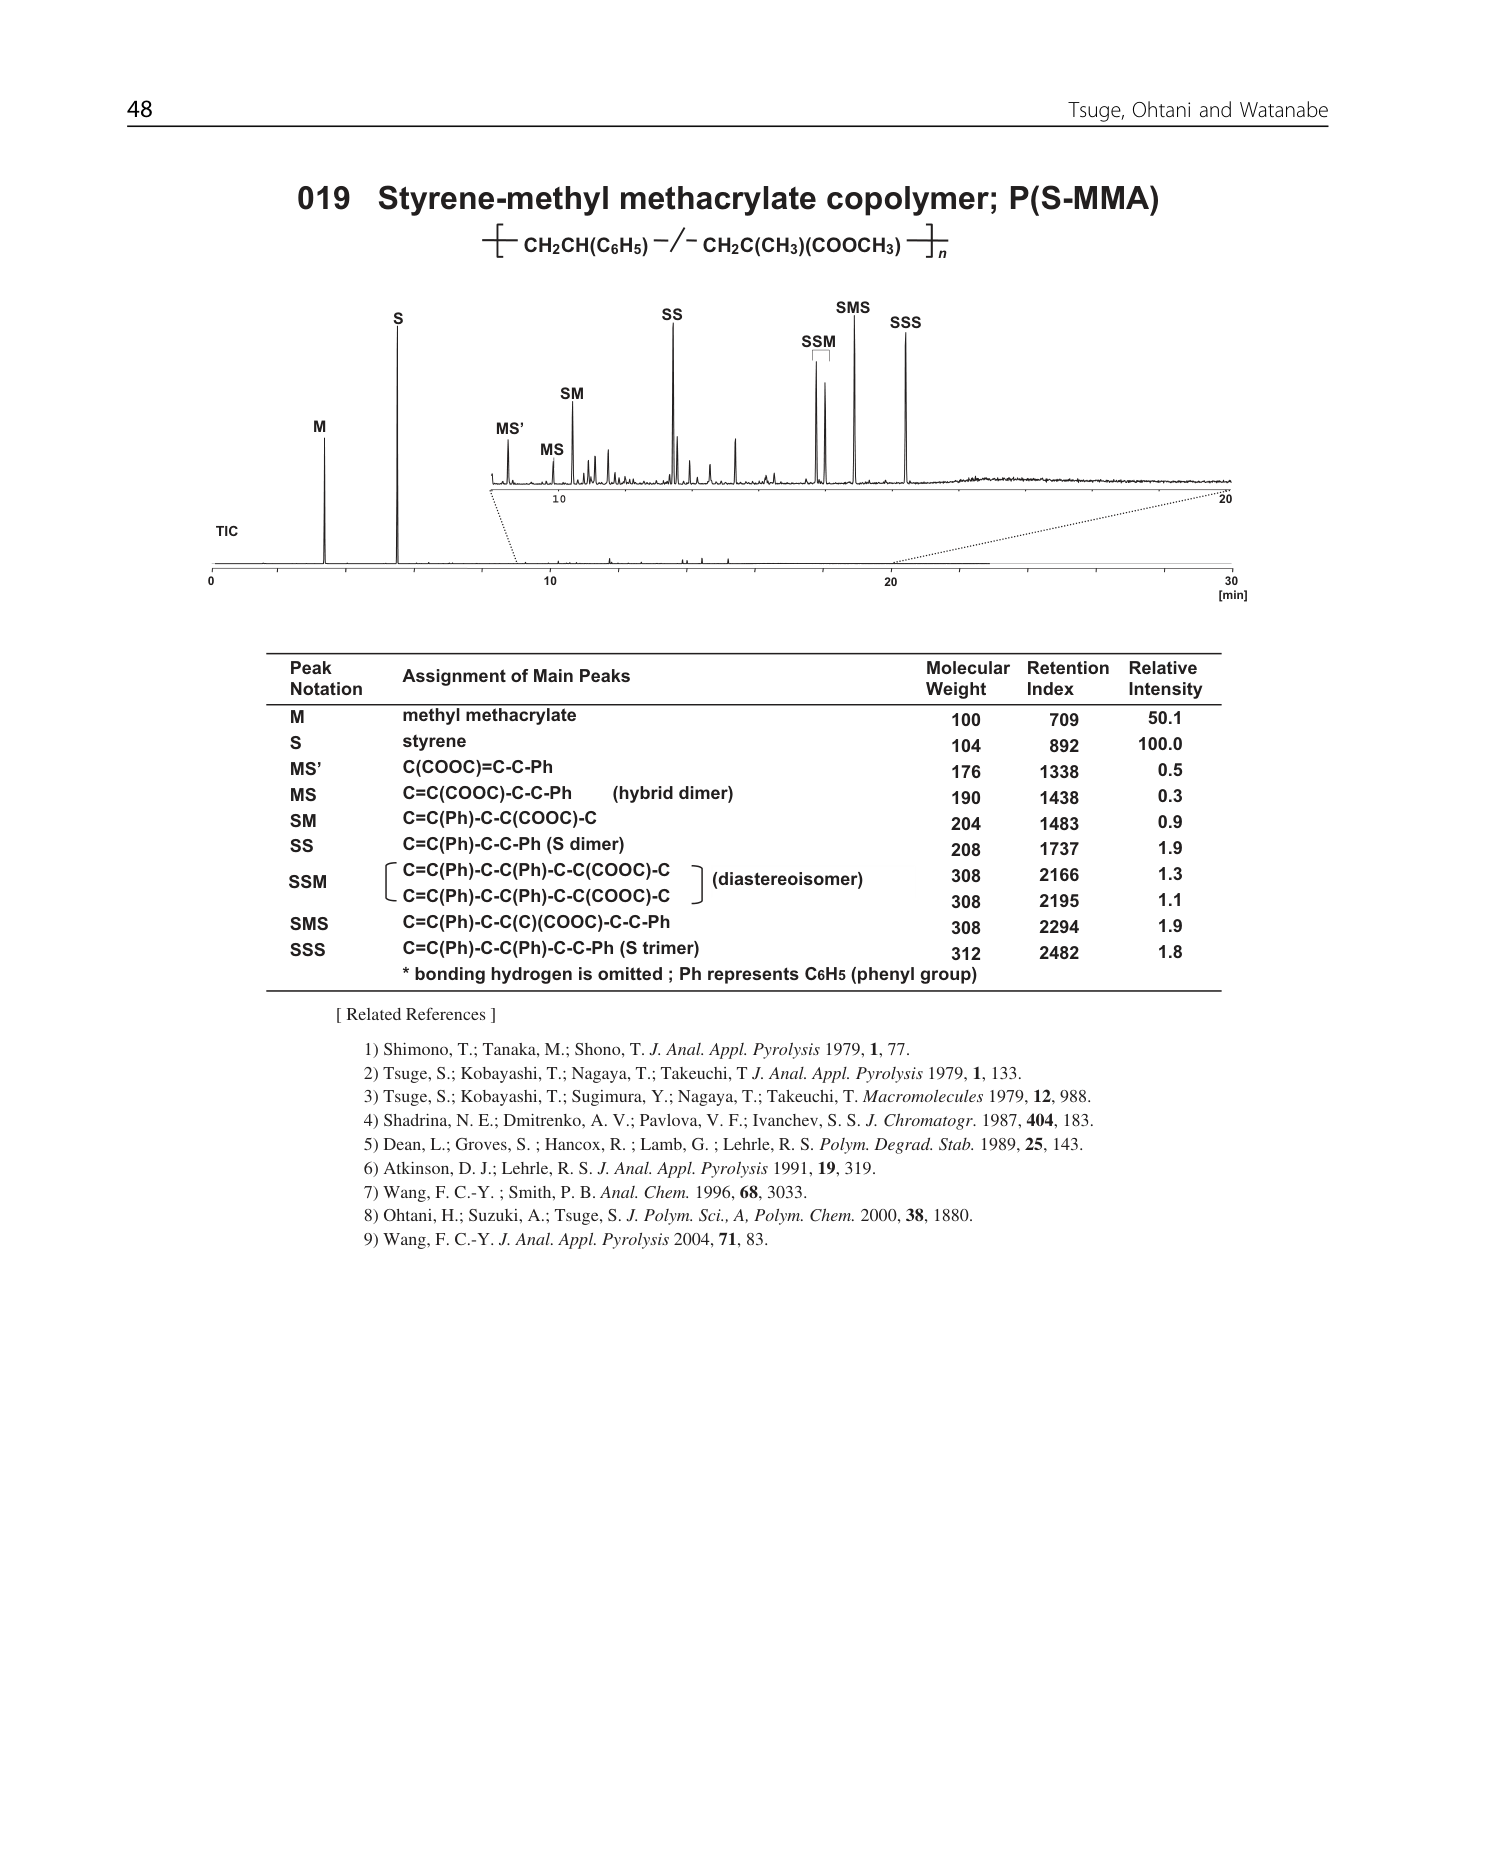 48
Tsuge, Ohtani and Watanabe
019 Styrene-methyl methacrylate copolymer; P(S-MMA)
[ CH2CH(C6H5) –/– CH2C(CH3)(COOCH3) ]n
S
M
SS
SMS
SSS
SSM
SM
MS’
MS
10
20
TIC
0
10
20
30
[min]
Peak Notation Assignment of Main Peaks Molecular Weight Retention Index Relative Intensity
M methyl methacrylate 100 709 50.1
S styrene 104 892 100.0
MS’ C(COOC)=C-C-Ph 176 1338 0.5
MS C=C(COOC)-C-C-Ph (hybrid dimer) 190 1438 0.3
SM C=C(Ph)-C-C(COOC)-C 204 1483 0.9
SS C=C(Ph)-C-C-Ph (S dimer) 208 1737 1.9
SSM C=C(Ph)-C-C(Ph)-C-C(COOC)-C (diastereoisomer) 308 2166 1.3
C=C(Ph)-C-C(Ph)-C-C(COOC)-C 308 2195 1.1
SMS C=C(Ph)-C-C(C)(COOC)-C-C-Ph 308 2294 1.9
SSS C=C(Ph)-C-C(Ph)-C-C-Ph (S trimer) 312 2482 1.8
* bonding hydrogen is omitted ; Ph represents C6H5 (phenyl group)
[ Related References ]
1) Shimono, T.; Tanaka, M.; Shono, T. J. Anal. Appl. Pyrolysis 1979, 1, 77.
2) Tsuge, S.; Kobayashi, T.; Nagaya, T.; Takeuchi, T J. Anal. Appl. Pyrolysis 1979, 1, 133.
3) Tsuge, S.; Kobayashi, T.; Sugimura, Y.; Nagaya, T.; Takeuchi, T. Macromolecules 1979, 12, 988.
4) Shadrina, N. E.; Dmitrenko, A. V.; Pavlova, V. F.; Ivanchev, S. S. J. Chromatogr. 1987, 404, 183.
5) Dean, L.; Groves, S. ; Hancox, R. ; Lamb, G. ; Lehrle, R. S. Polym. Degrad. Stab. 1989, 25, 143.
6) Atkinson, D. J.; Lehrle, R. S. J. Anal. Appl. Pyrolysis 1991, 19, 319.
7) Wang, F. C.-Y. ; Smith, P. B. Anal. Chem. 1996, 68, 3033.
8) Ohtani, H.; Suzuki, A.; Tsuge, S. J. Polym. Sci., A, Polym. Chem. 2000, 38, 1880.
9) Wang, F. C.-Y. J. Anal. Appl. Pyrolysis 2004, 71, 83.